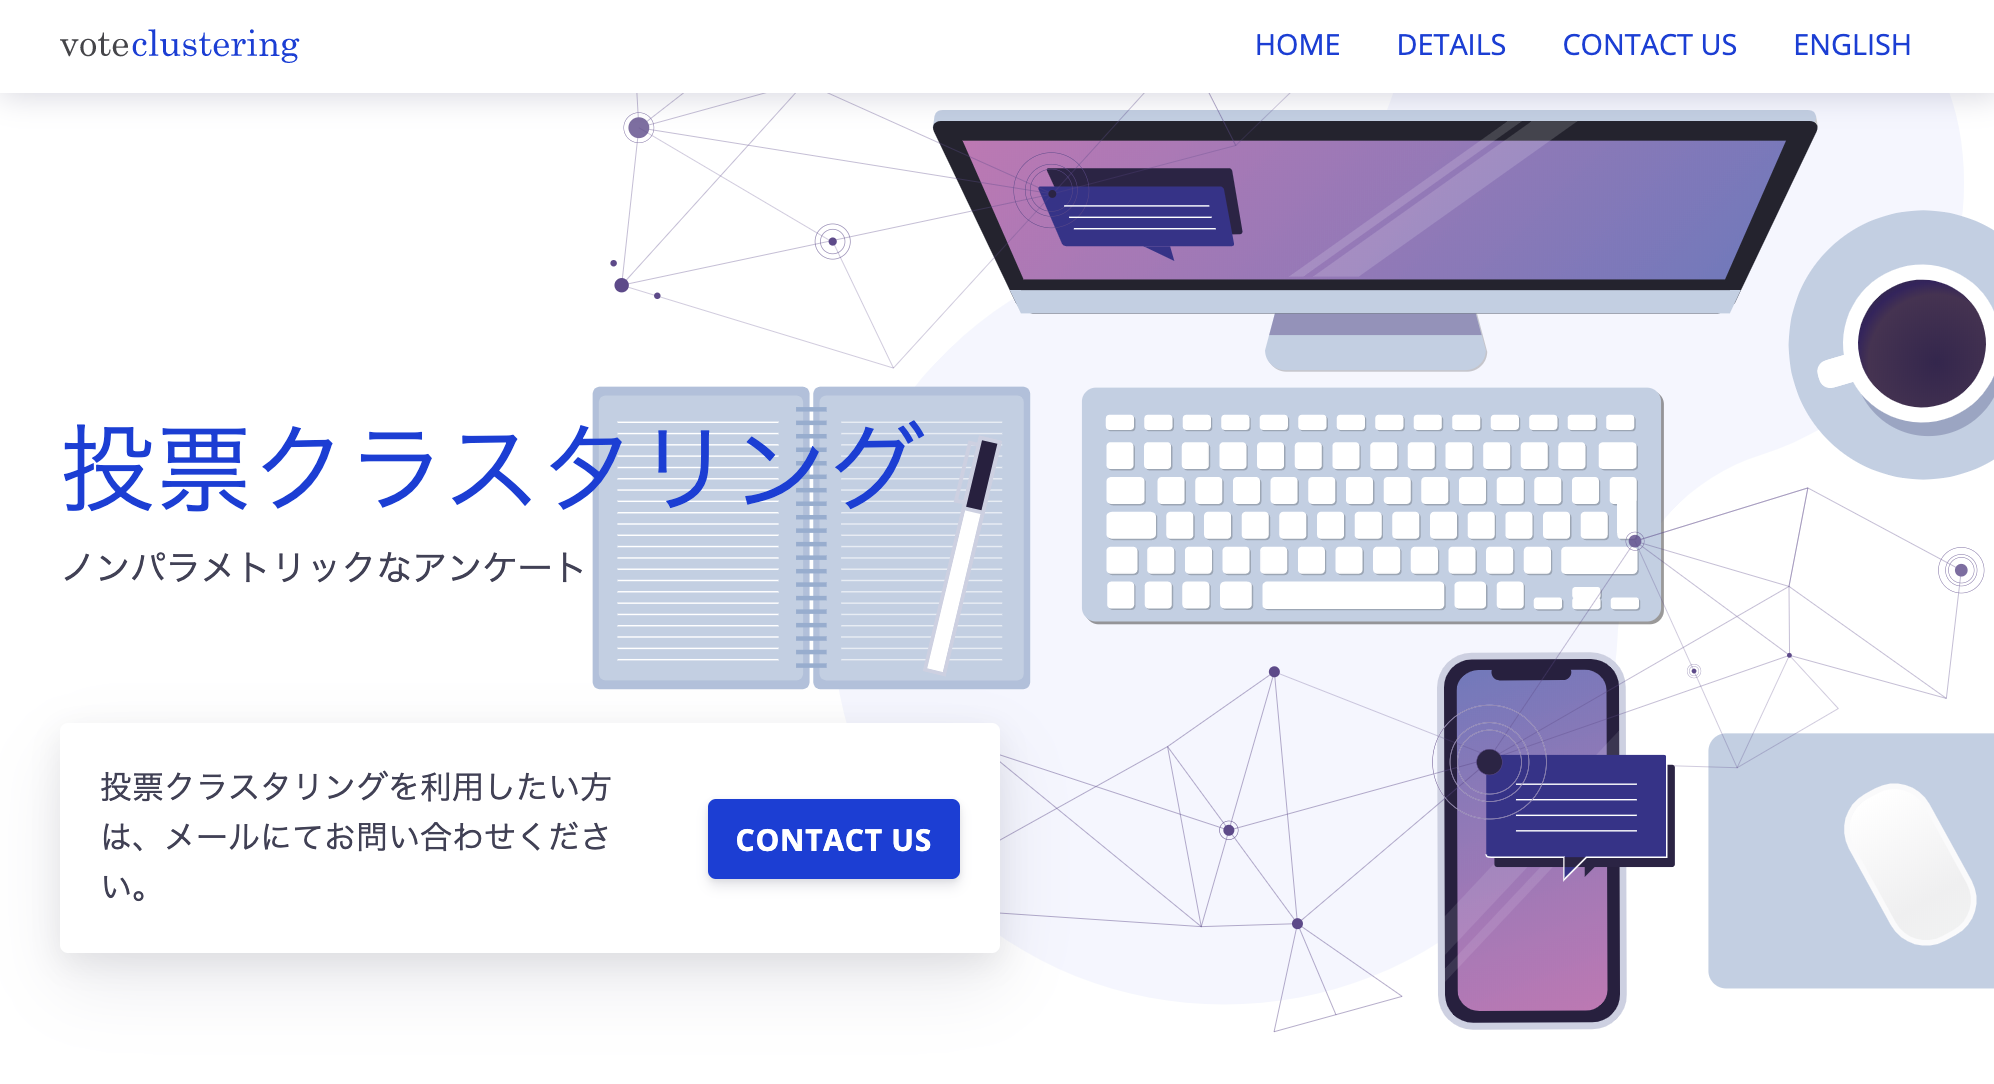 voteclustering
HOME DETAILS CONTACT US ENGLISH
投票クラスタリング
ノンパラメトリックなアンケート
投票クラスタリングを利用したい方
は、メールにてお問い合わせくださ
い。
CONTACT US